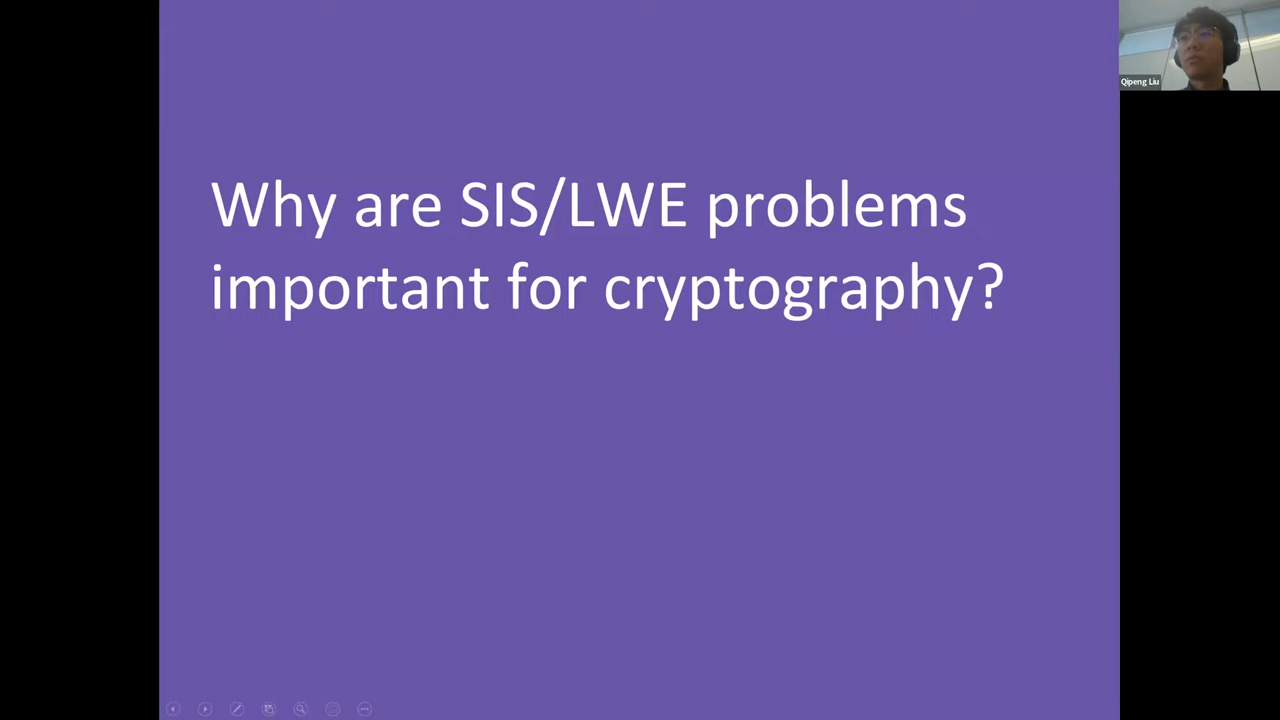 Why are SIS/LWE problems
important for cryptography?
Qipeng Liu